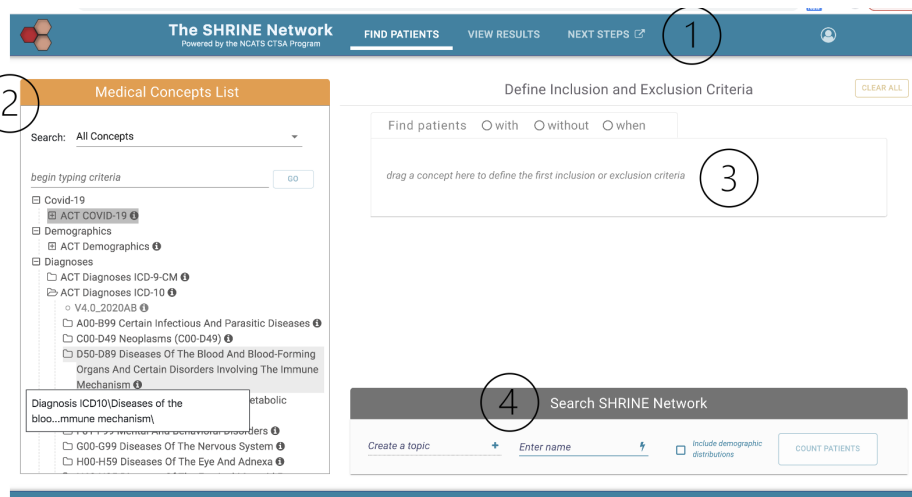 The SHRINE Network
Powered by the NCATS CTSA Program
FIND PATIENTS
VIEW RESULTS
NEXT STEPS
1
2
Medical Concepts List
Search: All Concepts
begin typing criteria
GO
Covid-19
ACT COVID-19
Demographics
ACT Demographics
Diagnoses
ACT Diagnoses ICD-9-CM
ACT Diagnoses ICD-10
V4.0_2020AB
A00-B99 Certain Infectious And Parasitic Diseases
C00-D49 Neoplasms (C00-D49)
D50-D89 Diseases Of The Blood And Blood-Forming
Organs And Certain Disorders Involving The Immune
Mechanism
etabolic
Diagnosis ICD10\Diseases of the
bloo...mmune mechanism\
G00-G99 Diseases Of The Nervous System
H00-H59 Diseases Of The Eye And Adnexa
Define Inclusion and Exclusion Criteria
CLEAR ALL
Find patients with without when
drag a concept here to define the first inclusion or exclusion criteria
3
4
Search SHRINE Network
Create a topic +
Enter name
Include demographic
distributions
COUNT PATIENTS